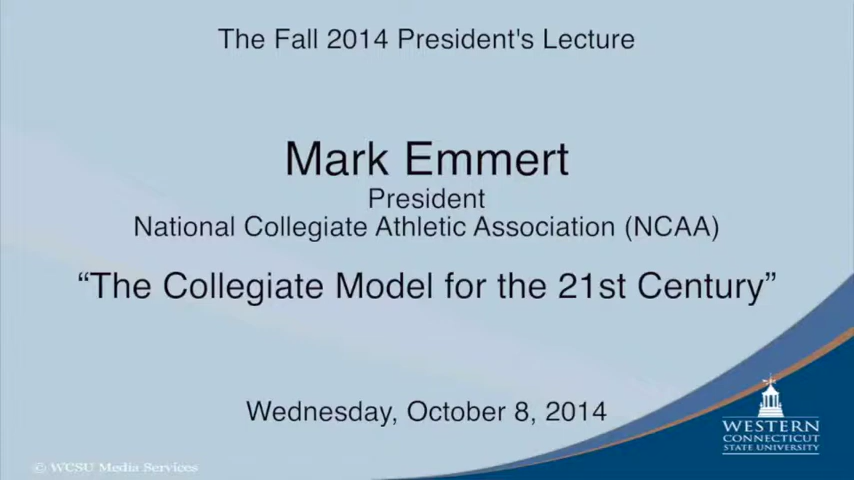 The Fall 2014 President's Lecture
Mark Emmert
President
National Collegiate Athletic Association (NCAA)
“The Collegiate Model for the 21st Century”
Wednesday, October 8, 2014
WESTERN
CONNECTICUT
STATE UNIVERSITY
© WCSU Media Services